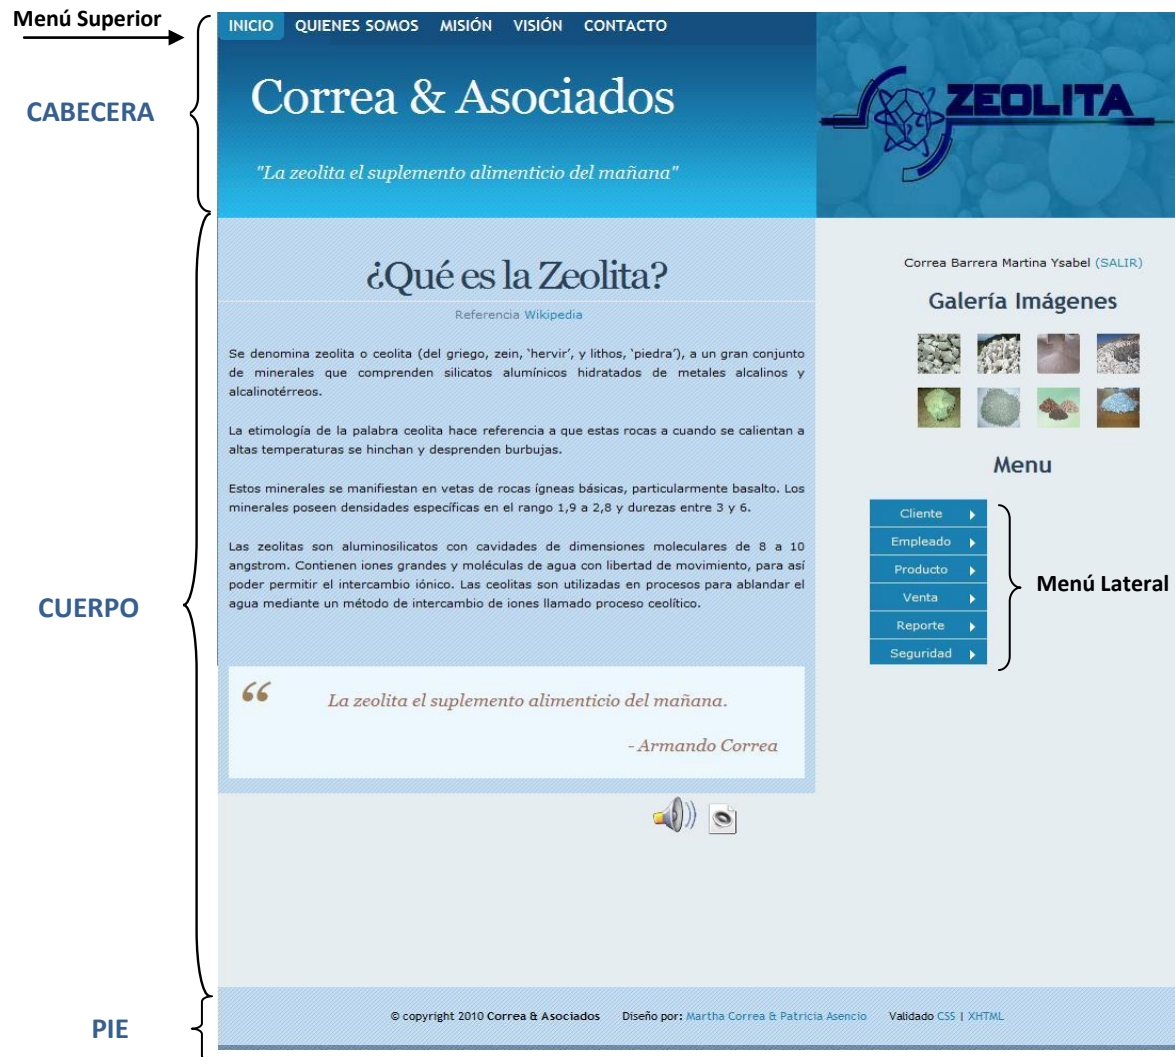 Menú Superior
INICIO QUIENES SOMOS MISIÓN VISIÓN CONTACTO
CABECERA
Correa & Asociados
ZEOLITA
"La zeolita el suplemento alimenticio del mañana"
¿Qué es la Zeolita?
Referencia Wikipedia
Se denomina zeolita o ceolita (del griego, zein, ‘hervir’, y lithos, ‘piedra’), a un gran conjunto
de minerales que comprenden silicatos alumínicos hidratados de metales alcalinos y
alcalinotérreos.
La etimología de la palabra ceolita hace referencia a que estas rocas a cuando se calientan a
altas temperaturas se hinchan y desprenden burbujas.
Estos minerales se manifiestan en vetas de rocas ígneas básicas, particularmente basalto. Los
minerales poseen densidades específicas en el rango 1,9 a 2,8 y durezas entre 3 y 6.
Las zeolitas son aluminosilicatos con cavidades de dimensiones moleculares de 8 a 10
angstrom. Contienen iones grandes y moléculas de agua con libertad de movimiento, para así
poder permitir el intercambio iónico. Las ceolitas son utilizadas en procesos para ablandar el
agua mediante un método de intercambio de iones llamado proceso ceolítico.
CUERPO
“ La zeolita el suplemento alimenticio del mañana.
- Armando Correa
Correa Barrera Martina Ysabel (SALIR)
Galería Imágenes
Menu
Cliente
Empleado
Producto
Venta
Reporte
Seguridad
Menú Lateral
PIE
© copyright 2010 Correa & Asociados Diseño por: Martha Correa & Patricia Asencio Validado CSS | XHTML